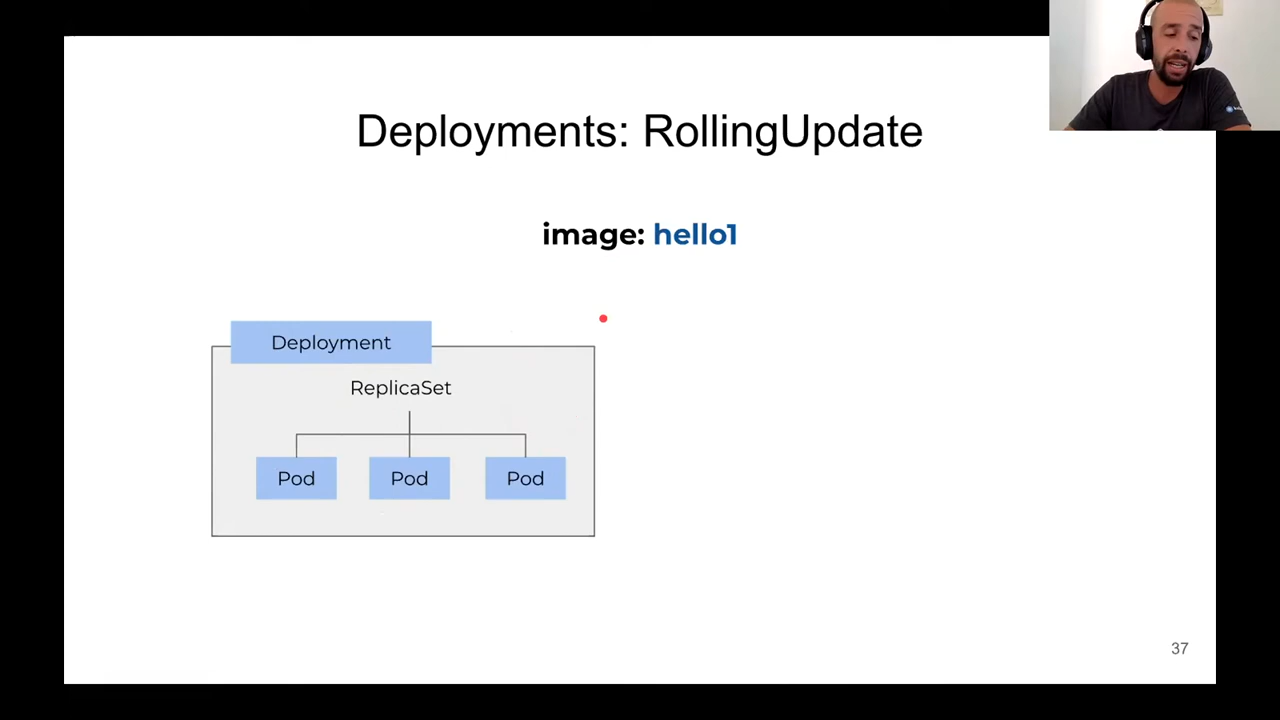 Deployments: RollingUpdate
image: hello1
Deployment
ReplicaSet
Pod Pod Pod
37